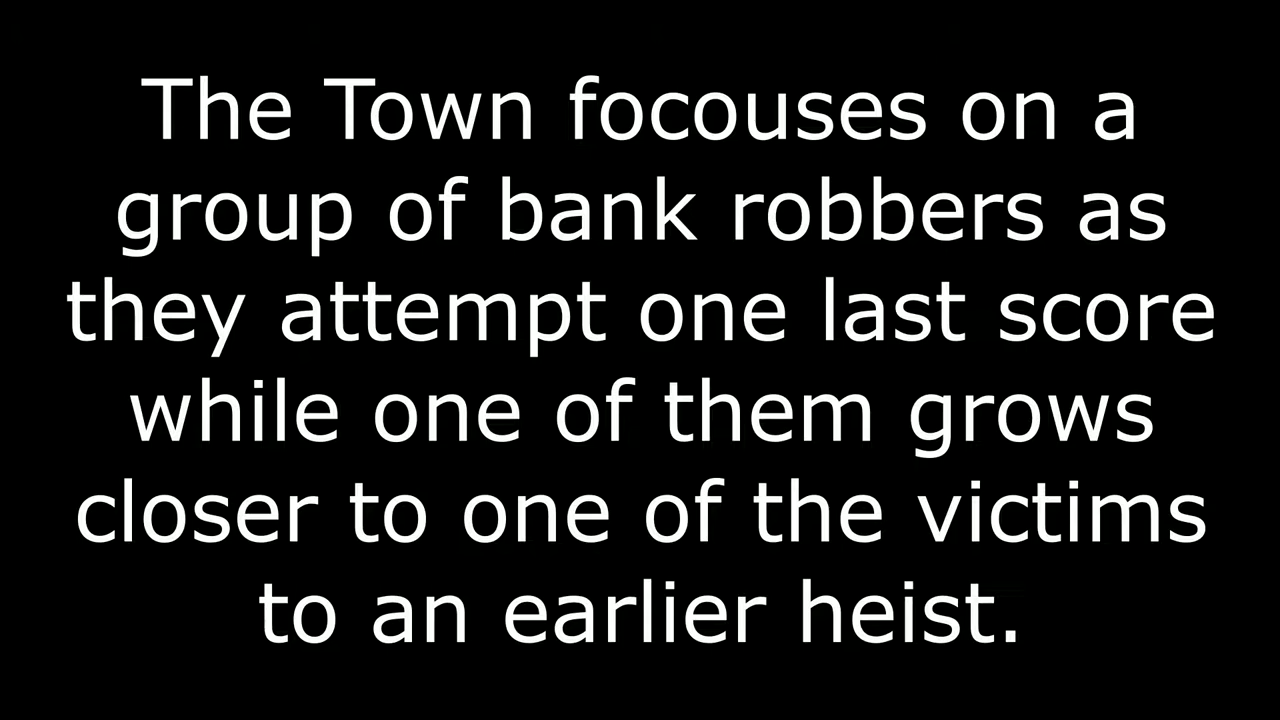 The Town focouses on a
group of bank robbers as
they attempt one last score
while one of them grows
closer to one of the victims
to an earlier heist.